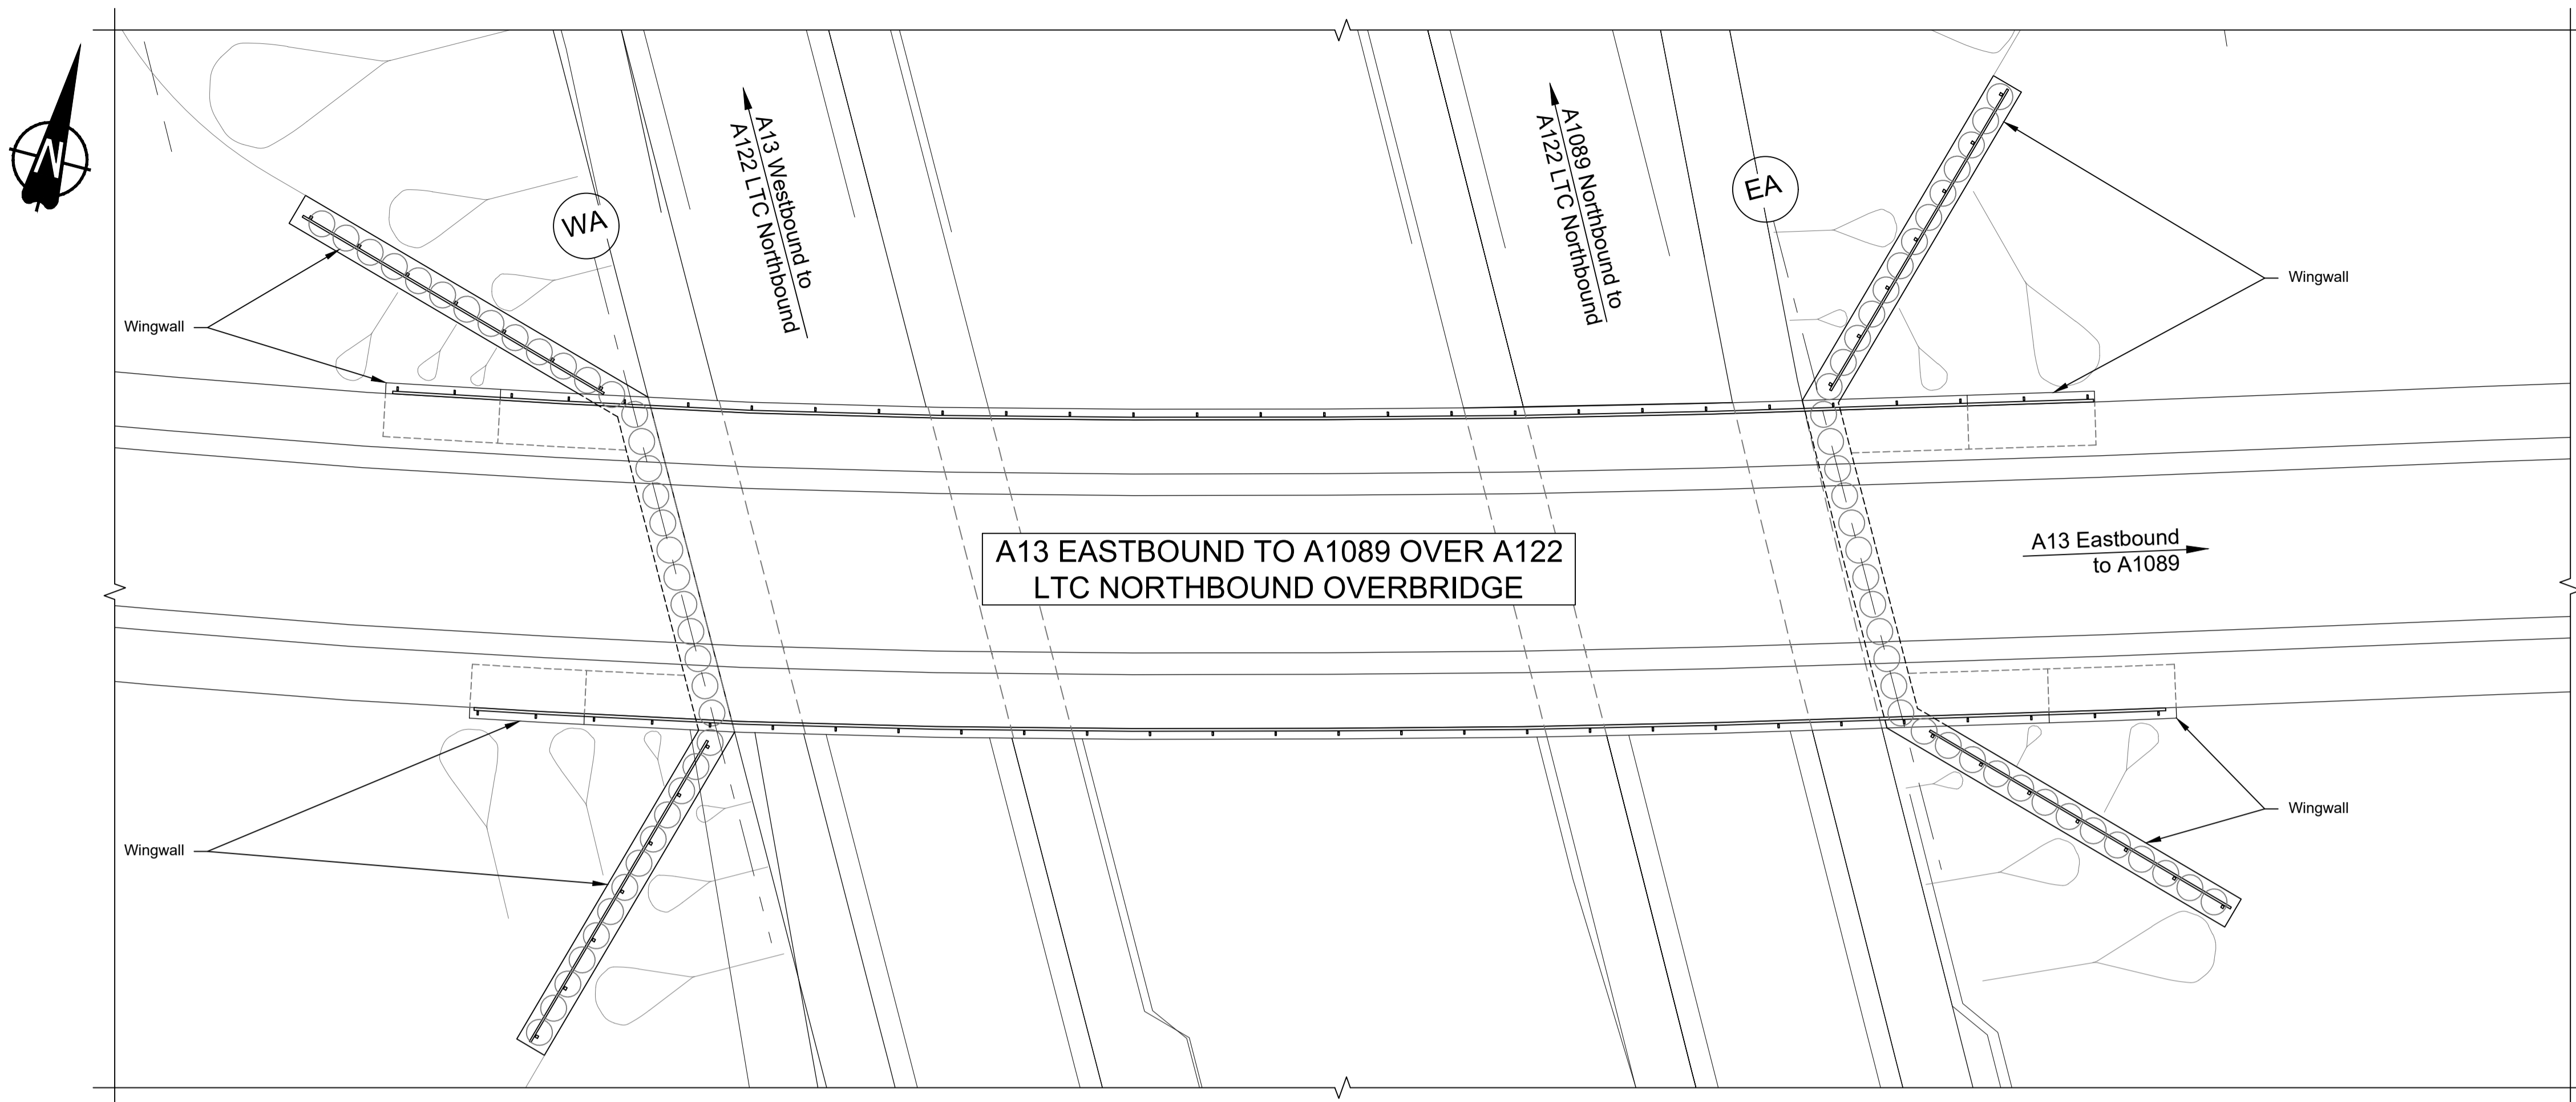 N
WA
A13 Westbound to
A122 LTC Northbound
A1089 Northbound to
A122 LTC Northbound
EA
Wingwall
Wingwall
A13 EASTBOUND TO A1089 OVER A122
LTC NORTHBOUND OVERBRIDGE
A13 Eastbound
to A1089
Wingwall
Wingwall